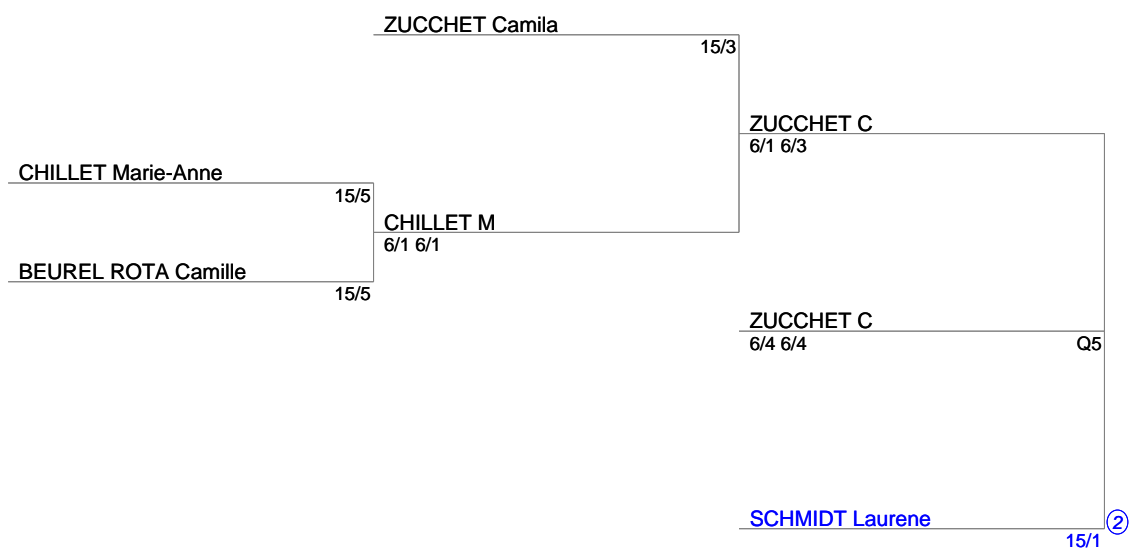 ZUCCHET Camila
15/3
ZUCCHET C
6/1 6/3
CHILLET Marie-Anne
15/5
CHILLET M
6/1 6/1
BEUREL ROTA Camille
15/5
ZUCCHET C
6/4 6/4
Q5
SCHMIDT Laurene
2
15/1